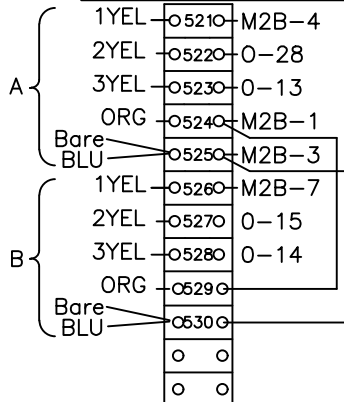 1YEL 521 M2B-4
2YEL 522 0-28
A 3YEL 523 0-13
ORG 524 M2B-1
Bare
BLU 525 M2B-3
1YEL 526 M2B-7
2YEL 527 0-15
B 3YEL 528 0-14
ORG 529
Bare
BLU 530